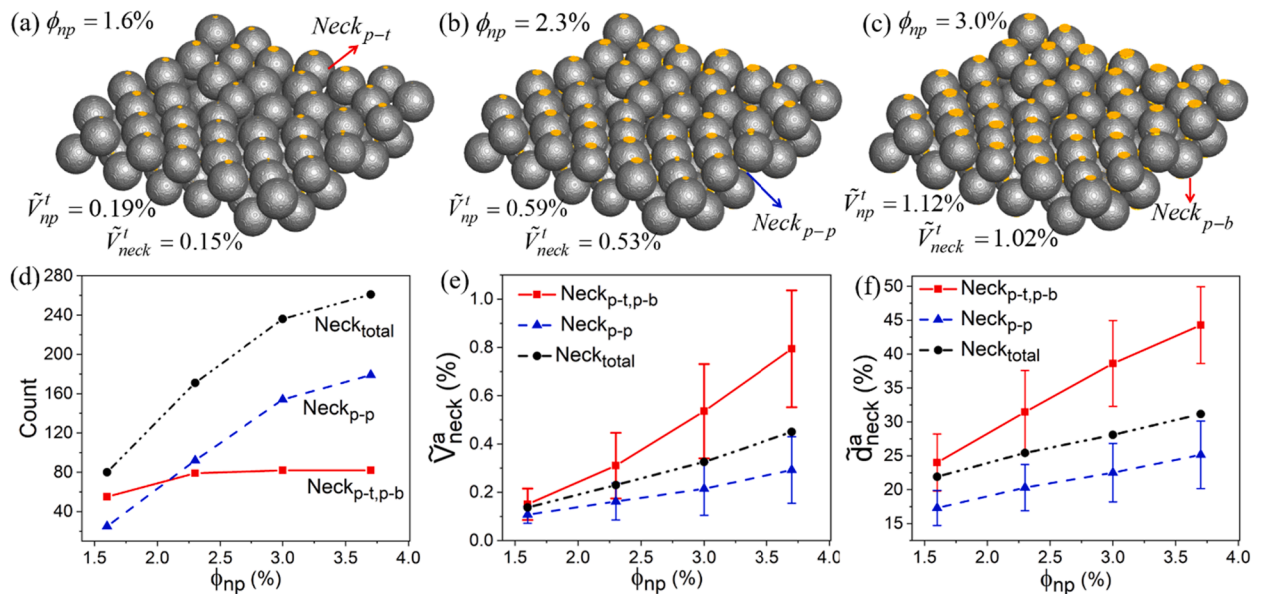 (a) ϕnp = 1.6%
Neckp−t
Ṽtnp = 0.19%
Ṽtneck = 0.15%
(b) ϕnp = 2.3%
Ṽtnp = 0.59%
Ṽtneck = 0.53%
Neckp−p
(c) ϕnp = 3.0%
Ṽtnp = 1.12%
Ṽtneck = 1.02%
Neckp−b
(d)
280
240
200
160
120
80
40
Count
Necktotal
Neckp-p
Neckp-t,p-b
1.5 2.0 2.5 3.0 3.5 4.0
ϕnp (%)
(e)
1.0
0.8
0.6
0.4
0.2
0.0
Ṽaneck (%)
Neckp-t,p-b
Neckp-p
Necktotal
1.5 2.0 2.5 3.0 3.5 4.0
ϕnp (%)
(f)
50
45
40
35
30
25
20
15
d̃aneck (%)
Neckp-t,p-b
Neckp-p
Necktotal
1.5 2.0 2.5 3.0 3.5 4.0
ϕnp (%)